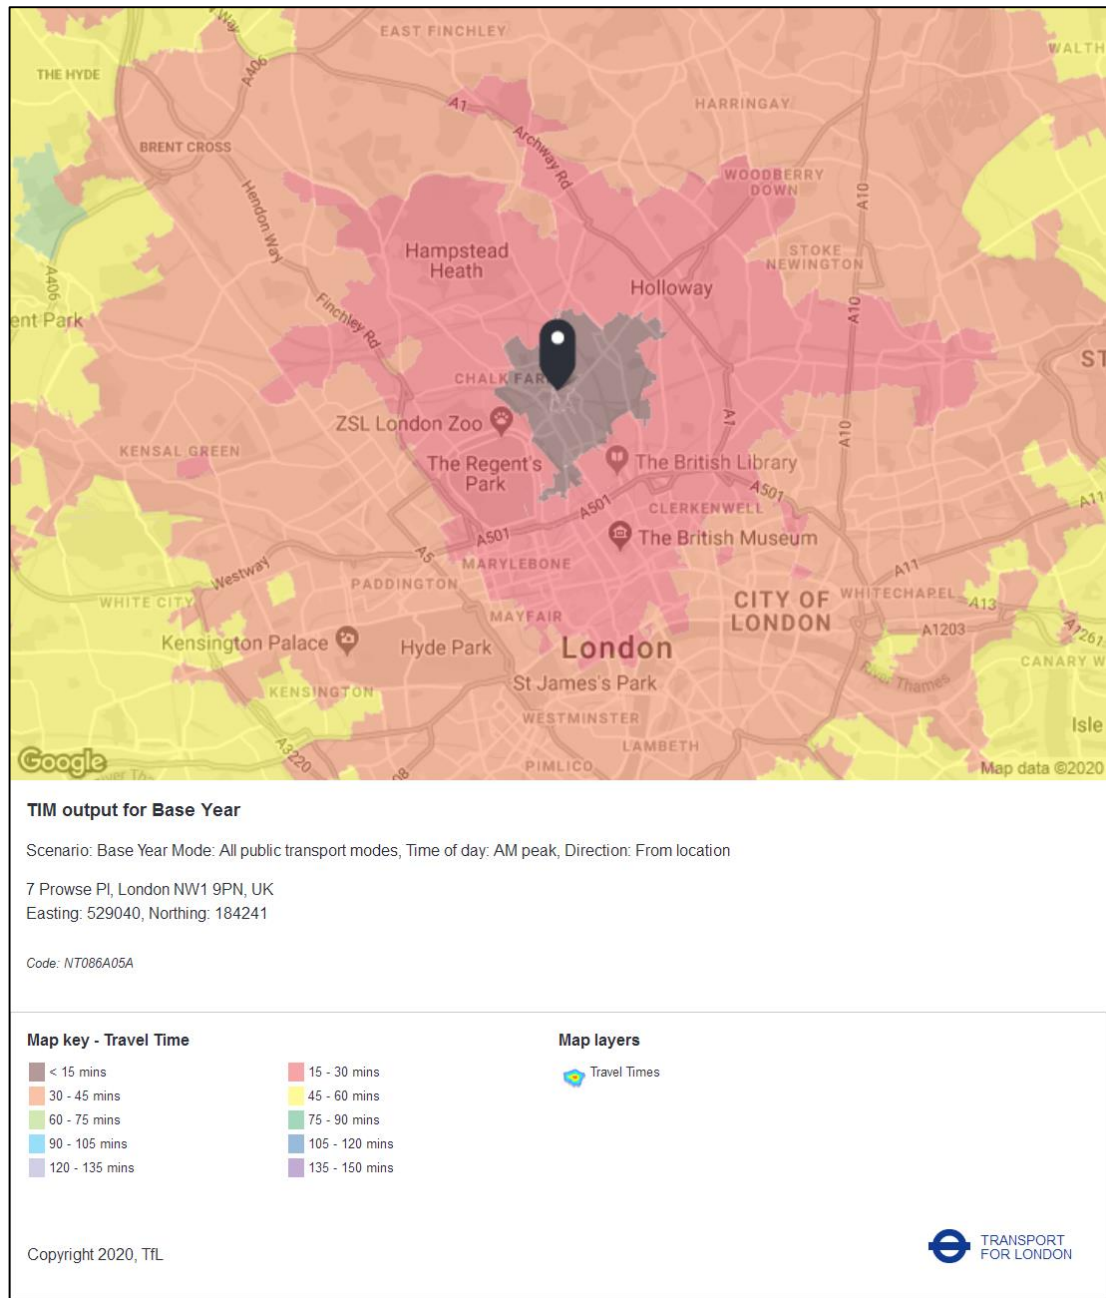 Way
EAST FINCHLEY
WALTH
THE HYDE
A406
A1
HARRINGAY
BRENT CROSS
Archway Rd
WOODBERRY
DOWN
A10
Hendon Way
Hampstead
Heath
STOKE
NEWINGTON
A406
Holloway
ent Park
Finchley Rd
A10
ST
CHALK FAR
ZSL London Zoo
A1
A10
KENSAL GREEN
The Regent's
Park
The British Library
A501
A11
A501
CLERKENWELL
A501
The British Museum
A5
MARYLEBONE
Westway
PADDINGTON
A11
WHITE CITY
CITY OF
LONDON
WHITECHAPEL
A13
MAYFAIR
A1203
A1261
Kensington Palace
Hyde Park
London
CANARY W
River Thames
St James's Park
KENSINGTON
WESTMINSTER
Isle
A3220
LAMBETH
Google
PIMLICO
Map data ©2020
TIM output for Base Year
Scenario: Base Year Mode: All public transport modes, Time of day: AM peak, Direction: From location
7 Prowse Pl, London NW1 9PN, UK
Easting: 529040, Northing: 184241
Code: NT086A05A
Map key - Travel Time
< 15 mins
15 - 30 mins
30 - 45 mins
45 - 60 mins
60 - 75 mins
75 - 90 mins
90 - 105 mins
105 - 120 mins
120 - 135 mins
135 - 150 mins
Map layers
Travel Times
Copyright 2020, TfL
TRANSPORT
FOR LONDON